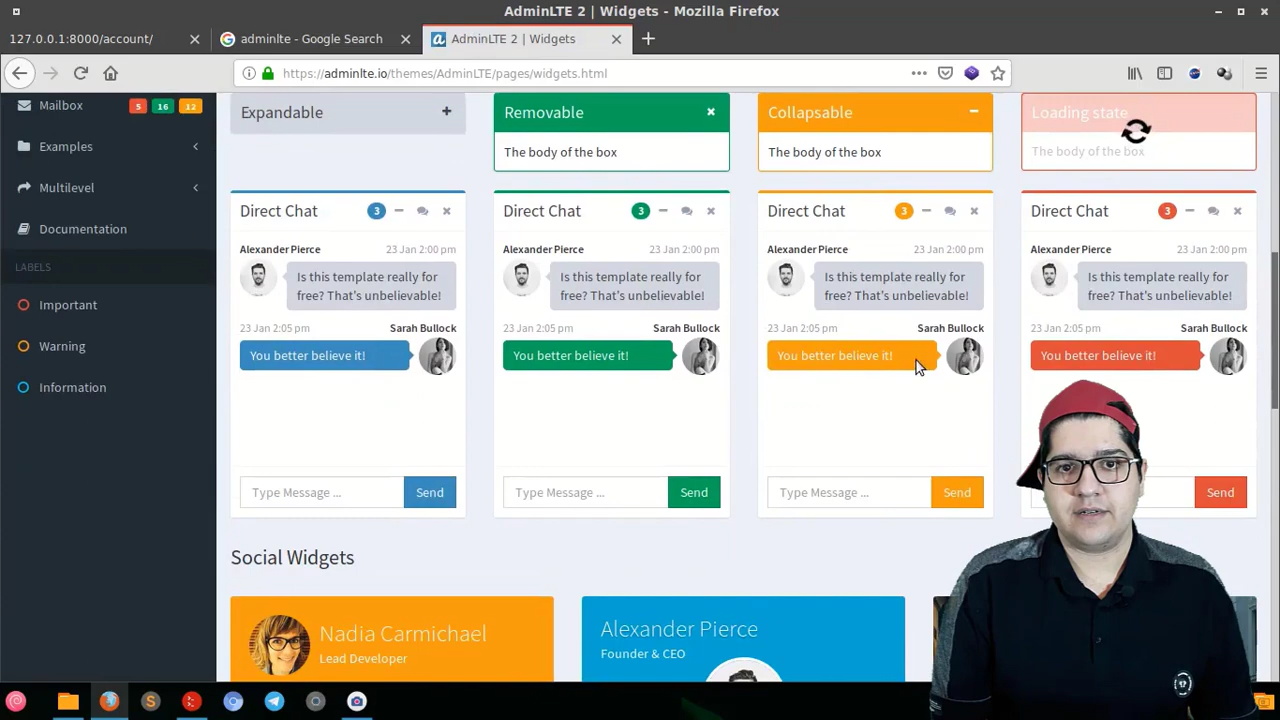 AdminLTE 2 | Widgets - Mozilla Firefox
127.0.0.1:8000/account/
adminlte - Google Search
AdminLTE 2 | Widgets
https://adminlte.io/themes/AdminLTE/pages/widgets.html
Mailbox 5 16 12
Examples
Multilevel
Documentation
LABELS
Important
Warning
Information
Expandable
Removable
The body of the box
Collapsable
The body of the box
Loading state
The body of the box
Direct Chat 3
Alexander Pierce 23 Jan 2:00 pm
Is this template really for
free? That's unbelievable!
23 Jan 2:05 pm Sarah Bullock
You better believe it!
Type Message ... Send
Direct Chat 3
Alexander Pierce 23 Jan 2:00 pm
Is this template really for
free? That's unbelievable!
23 Jan 2:05 pm Sarah Bullock
You better believe it!
Type Message ... Send
Direct Chat 3
Alexander Pierce 23 Jan 2:00 pm
Is this template really for
free? That's unbelievable!
23 Jan 2:05 pm Sarah Bullock
You better believe it!
Type Message ... Send
Direct Chat 3
Alexander Pierce 23 Jan 2:00 pm
Is this template really for
free? That's unbelievable!
23 Jan 2:05 pm Sarah Bullock
You better believe it!
Send
Social Widgets
Nadia Carmichael
Lead Developer
Alexander Pierce
Founder & CEO